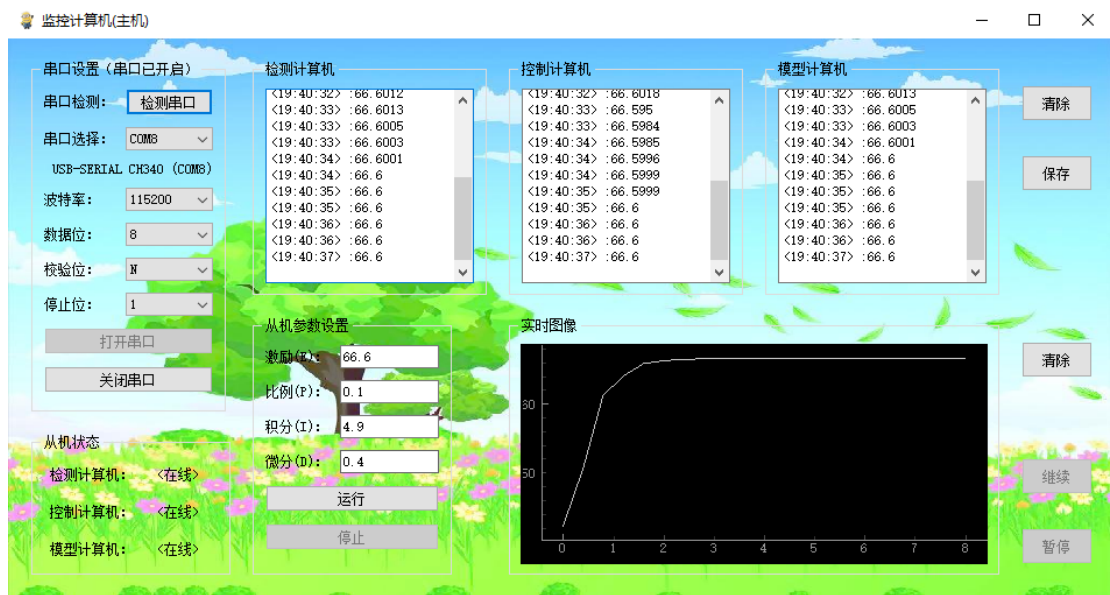 监控计算机(主机)
串口设置（串口已开启）
串口检测： 检测串口
串口选择： COM8
USB-SERIAL CH340 (COM8)
波特率： 115200
数据位： 8
校验位： N
停止位： 1
打开串口
关闭串口
从机状态
检测计算机： <在线>
控制计算机： <在线>
模型计算机： <在线>
检测计算机
<19:40:32> :66.6012
<19:40:33> :66.6013
<19:40:33> :66.6005
<19:40:33> :66.6003
<19:40:34> :66.6001
<19:40:34> :66.6
<19:40:35> :66.6
<19:40:35> :66.6
<19:40:36> :66.6
<19:40:36> :66.6
<19:40:37> :66.6
控制计算机
<19:40:32> :66.6018
<19:40:33> :66.595
<19:40:33> :66.5984
<19:40:33> :66.5985
<19:40:34> :66.5996
<19:40:34> :66.5999
<19:40:35> :66.5999
<19:40:35> :66.6
<19:40:36> :66.6
<19:40:36> :66.6
<19:40:37> :66.6
模型计算机
<19:40:32> :66.6013
<19:40:33> :66.6005
<19:40:33> :66.6003
<19:40:34> :66.6001
<19:40:34> :66.6
<19:40:35> :66.6
<19:40:35> :66.6
<19:40:35> :66.6
<19:40:36> :66.6
<19:40:36> :66.6
<19:40:37> :66.6
清除
保存
从机参数设置
激励(E)： 66.6
比例(P)： 0.1
积分(I)： 4.9
微分(D)： 0.4
运行
停止
实时图像
60
50
0 1 2 3 4 5 6 7 8
清除
继续
暂停